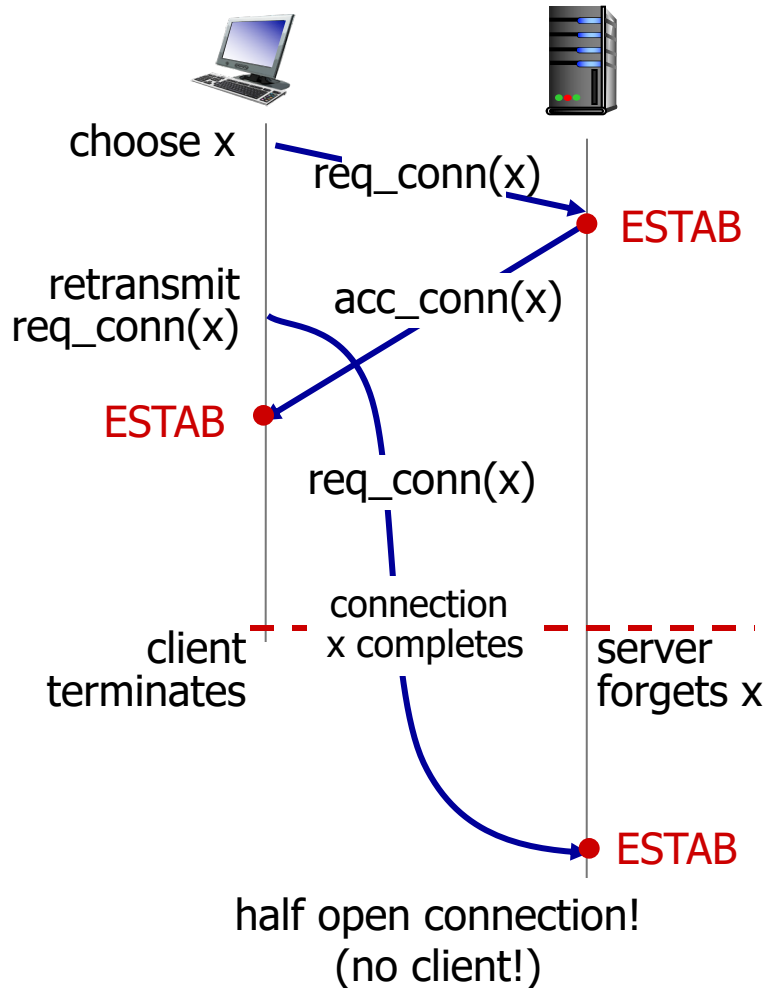 choose x
req_conn(x)
ESTAB
retransmit
req_conn(x)
acc_conn(x)
ESTAB
req_conn(x)
connection
x completes
client
terminates
server
forgets x
ESTAB
half open connection!
(no client!)